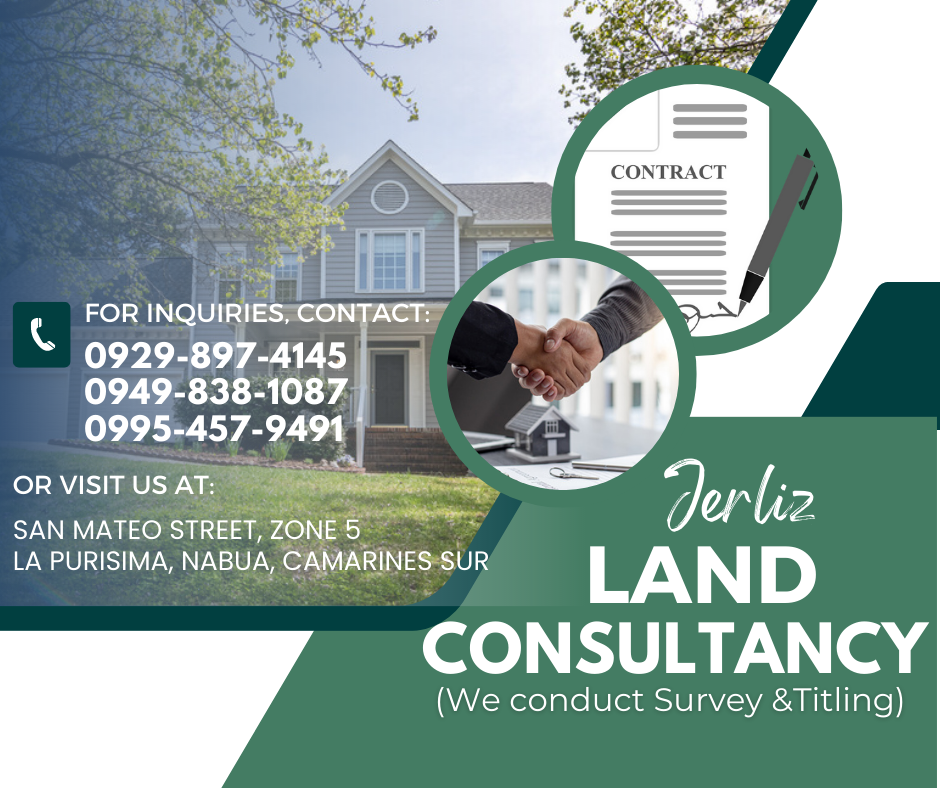 CONTRACT
FOR INQUIRIES, CONTACT:
0929-897-4145
0949-838-1087
0995-457-9491
OR VISIT US AT:
SAN MATEO STREET, ZONE 5
LA PURISIMA, NABUA, CAMARINES SUR
Jerliz
LAND
CONSULTANCY
(We conduct Survey &Titling)